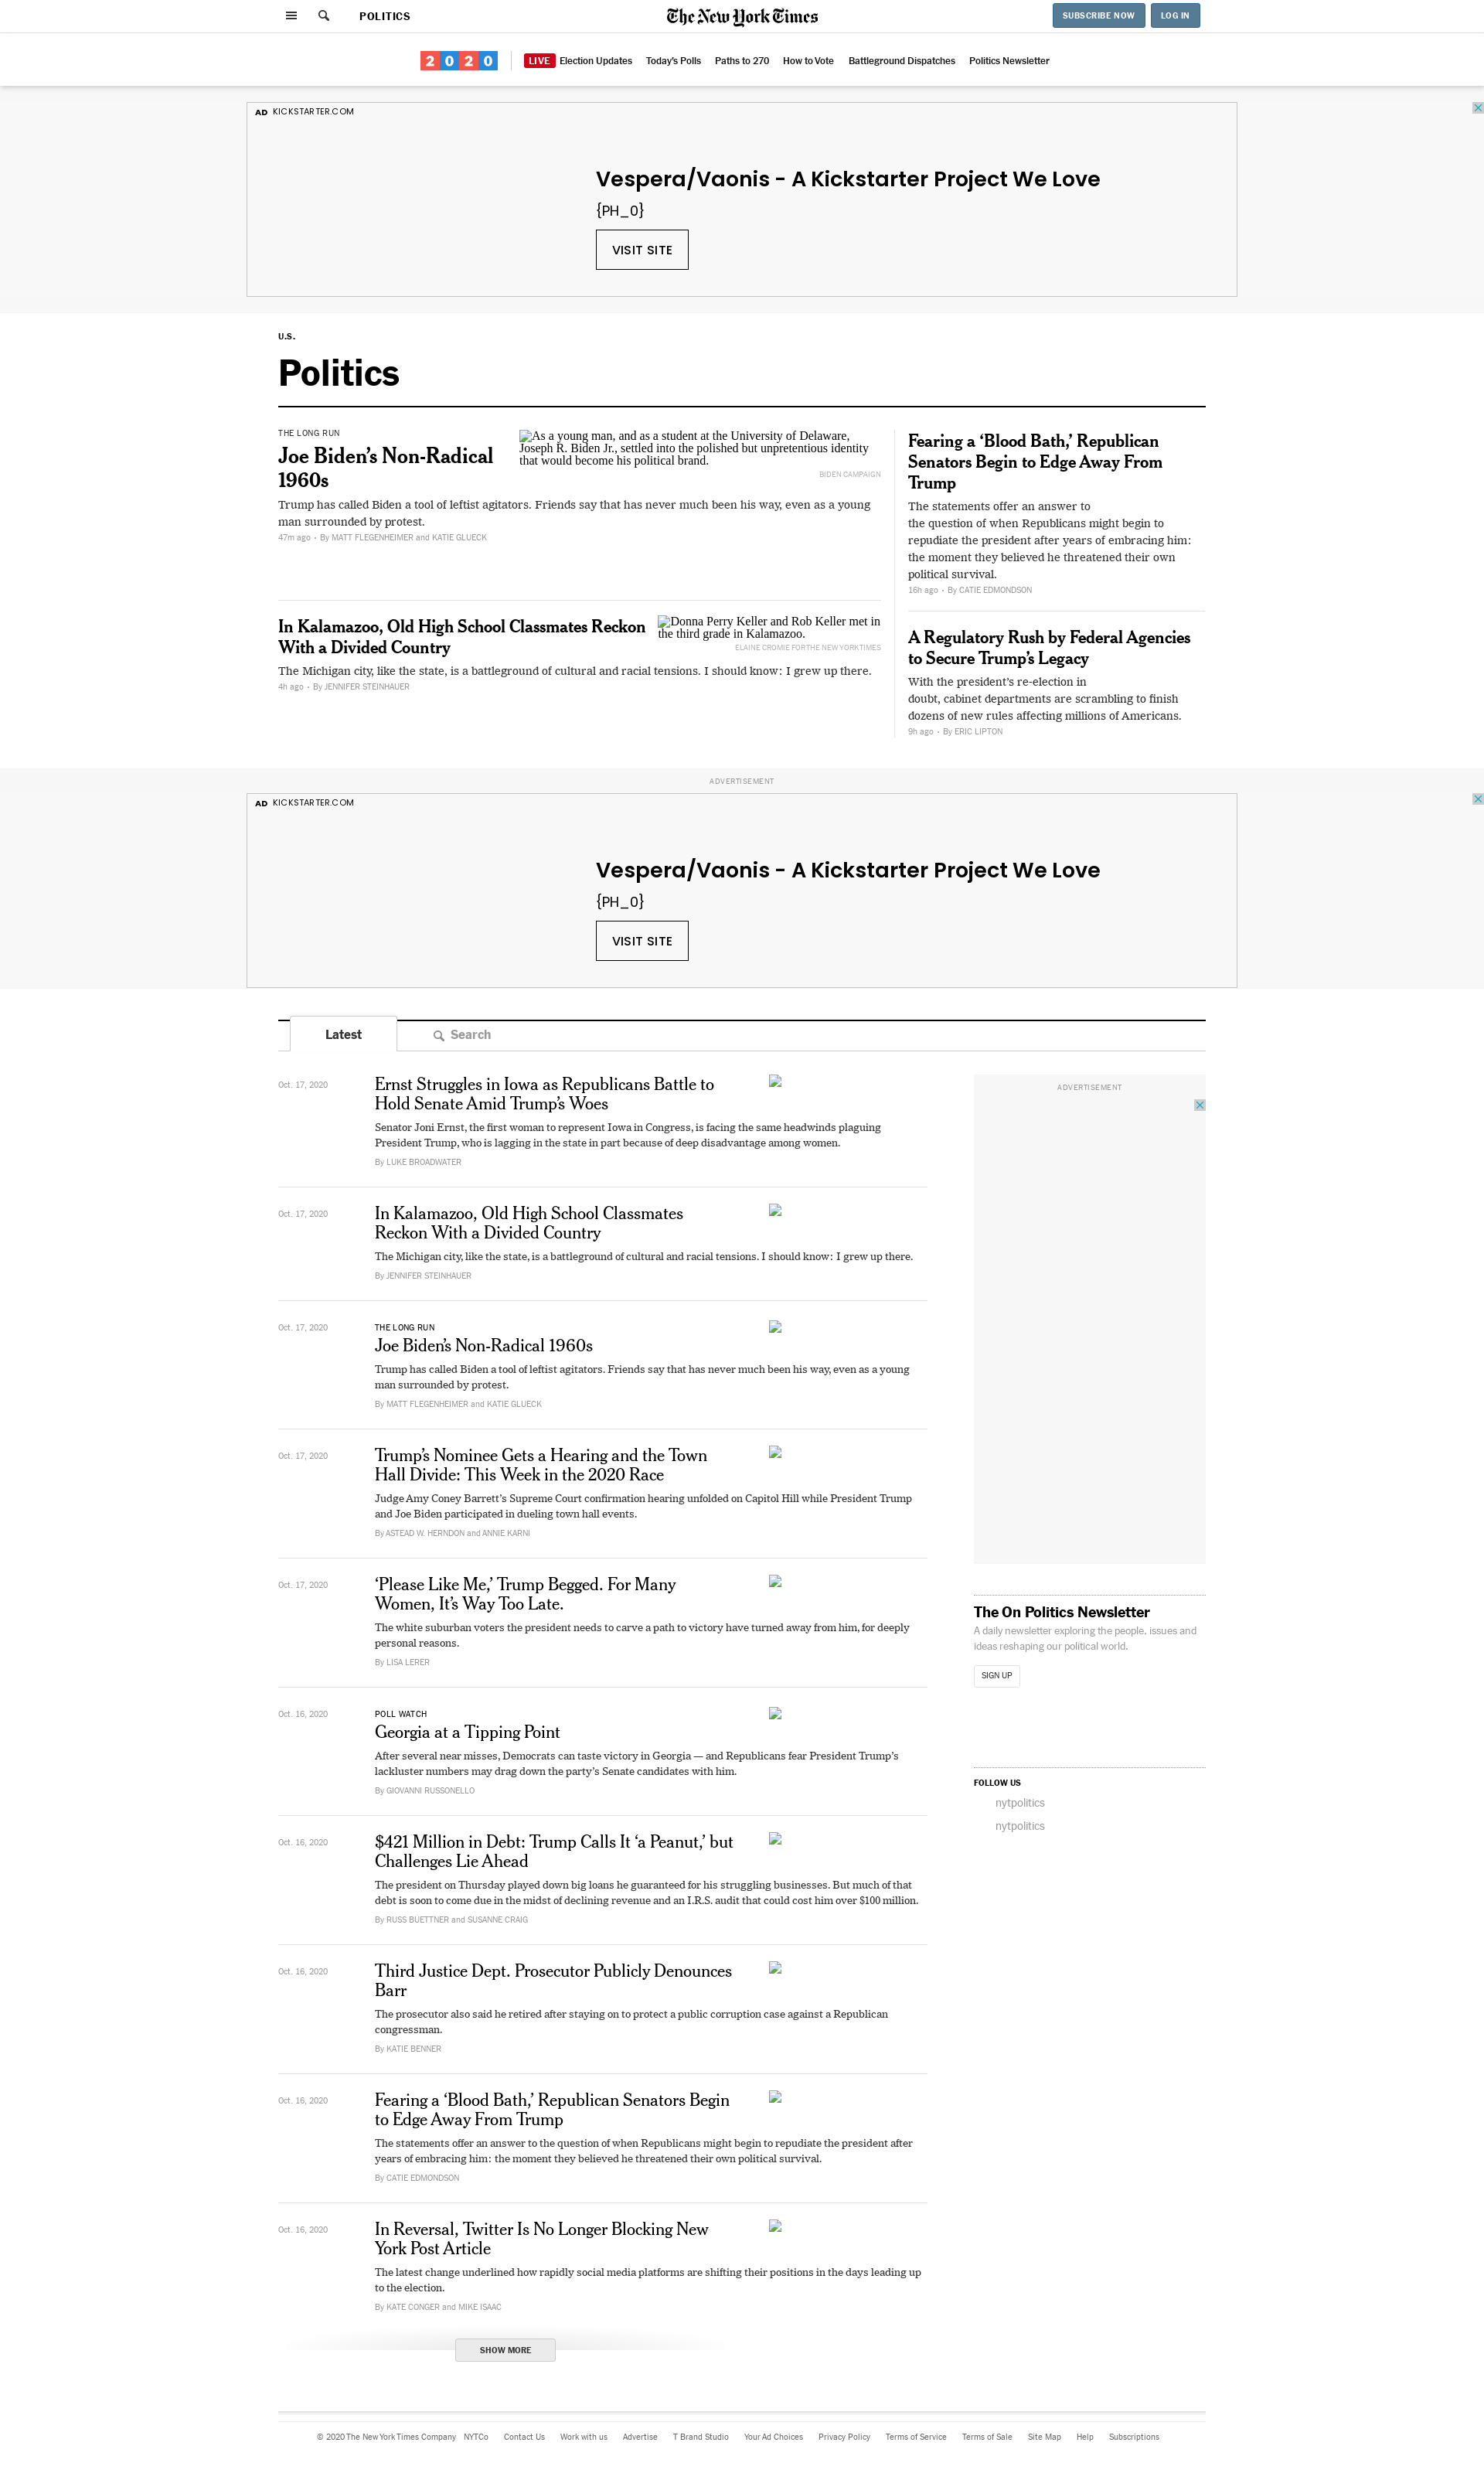 POLITICS
The New York Times
SUBSCRIBE NOW
LOG IN
2020
LIVE Election Updates
Today's Polls
Paths to 270
How to Vote
Battleground Dispatches
Politics Newsletter
AD KICKSTARTER.COM
Vespera/Vaonis - A Kickstarter Project We Love
{PH_0}
VISIT SITE
U.S.
Politics
THE LONG RUN
Joe Biden’s Non-Radical
1960s
As a young man, and as a student at the University of Delaware,
Joseph R. Biden Jr., settled into the polished but unpretentious identity
that would become his political brand.
BIDEN CAMPAIGN
Trump has called Biden a tool of leftist agitators. Friends say that has never much been his way, even as a young
man surrounded by protest.
47m ago • By MATT FLEGENHEIMER and KATIE GLUECK
In Kalamazoo, Old High School Classmates Reckon
With a Divided Country
Donna Perry Keller and Rob Keller met in
the third grade in Kalamazoo.
ELAINE CROMIE FOR THE NEW YORK TIMES
The Michigan city, like the state, is a battleground of cultural and racial tensions. I should know: I grew up there.
4h ago • By JENNIFER STEINHAUER
Fearing a ‘Blood Bath,’ Republican
Senators Begin to Edge Away From
Trump
The statements offer an answer to
the question of when Republicans might begin to
repudiate the president after years of embracing him:
the moment they believed he threatened their own
political survival.
16h ago • By CATIE EDMONDSON
A Regulatory Rush by Federal Agencies
to Secure Trump’s Legacy
With the president’s re-election in
doubt, cabinet departments are scrambling to finish
dozens of new rules affecting millions of Americans.
9h ago • By ERIC LIPTON
ADVERTISEMENT
AD KICKSTARTER.COM
Vespera/Vaonis - A Kickstarter Project We Love
{PH_0}
VISIT SITE
Latest
Search
Oct. 17, 2020
Ernst Struggles in Iowa as Republicans Battle to
Hold Senate Amid Trump’s Woes
Senator Joni Ernst, the first woman to represent Iowa in Congress, is facing the same headwinds plaguing
President Trump, who is lagging in the state in part because of deep disadvantage among women.
By LUKE BROADWATER
Oct. 17, 2020
In Kalamazoo, Old High School Classmates
Reckon With a Divided Country
The Michigan city, like the state, is a battleground of cultural and racial tensions. I should know: I grew up there.
By JENNIFER STEINHAUER
Oct. 17, 2020
THE LONG RUN
Joe Biden’s Non-Radical 1960s
Trump has called Biden a tool of leftist agitators. Friends say that has never much been his way, even as a young
man surrounded by protest.
By MATT FLEGENHEIMER and KATIE GLUECK
Oct. 17, 2020
Trump’s Nominee Gets a Hearing and the Town
Hall Divide: This Week in the 2020 Race
Judge Amy Coney Barrett’s Supreme Court confirmation hearing unfolded on Capitol Hill while President Trump
and Joe Biden participated in dueling town hall events.
By ASTEAD W. HERNDON and ANNIE KARNI
Oct. 17, 2020
‘Please Like Me,’ Trump Begged. For Many
Women, It’s Way Too Late.
The white suburban voters the president needs to carve a path to victory have turned away from him, for deeply
personal reasons.
By LISA LERER
Oct. 16, 2020
POLL WATCH
Georgia at a Tipping Point
After several near misses, Democrats can taste victory in Georgia — and Republicans fear President Trump’s
lackluster numbers may drag down the party’s Senate candidates with him.
By GIOVANNI RUSSONELLO
Oct. 16, 2020
$421 Million in Debt: Trump Calls It ‘a Peanut,’ but
Challenges Lie Ahead
The president on Thursday played down big loans he guaranteed for his struggling businesses. But much of that
debt is soon to come due in the midst of declining revenue and an I.R.S. audit that could cost him over $100 million.
By RUSS BUETTNER and SUSANNE CRAIG
Oct. 16, 2020
Third Justice Dept. Prosecutor Publicly Denounces
Barr
The prosecutor also said he retired after staying on to protect a public corruption case against a Republican
congressman.
By KATIE BENNER
Oct. 16, 2020
Fearing a ‘Blood Bath,’ Republican Senators Begin
to Edge Away From Trump
The statements offer an answer to the question of when Republicans might begin to repudiate the president after
years of embracing him: the moment they believed he threatened their own political survival.
By CATIE EDMONDSON
Oct. 16, 2020
In Reversal, Twitter Is No Longer Blocking New
York Post Article
The latest change underlined how rapidly social media platforms are shifting their positions in the days leading up
to the election.
By KATE CONGER and MIKE ISAAC
SHOW MORE
ADVERTISEMENT
The On Politics Newsletter
A daily newsletter exploring the people, issues and
ideas reshaping our political world.
SIGN UP
FOLLOW US
nytpolitics
nytpolitics
© 2020 The New York Times Company NYTCo Contact Us Work with us Advertise T Brand Studio Your Ad Choices Privacy Policy Terms of Service Terms of Sale Site Map Help Subscriptions